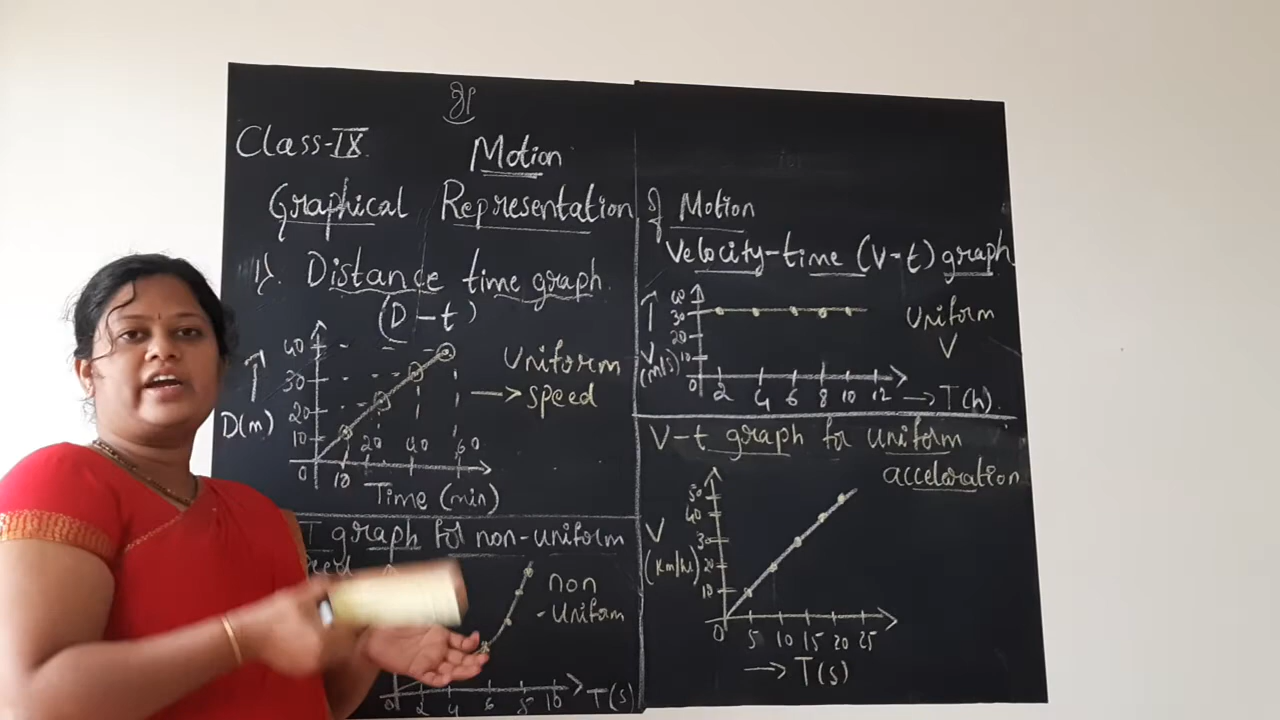 Class-IX
Motion
Graphical Representation of Motion
1). Distance time graph
(D-t)
40
30
20
10
0
D(m)
10 20 40 60
Time (min)
Uniform
speed
T graph for non-uniform
non
-Uniform
0 2 4 6 8 10 T(s)
Velocity-time (V-t) graph
40
30
20
10
0
V
(m/s)
2 4 6 8 10 12 T(h)
Uniform
V
V-t graph for uniform
acceleration
50
40
30
20
10
0
V
(Km/hr)
5 10 15 20 25
T(s)